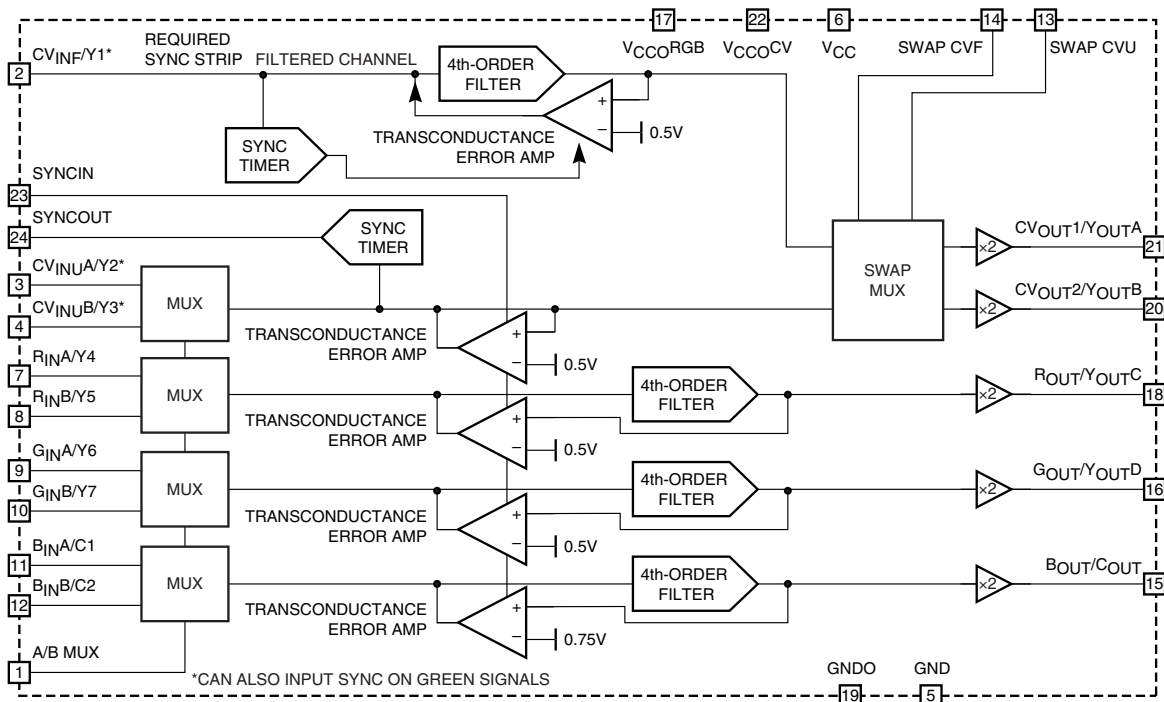 17
22
6
14
13
VCCORGB
VCCOCV
VCC
SWAP CVF
SWAP CVU
CVINF/Y1*
2
REQUIRED
SYNC STRIP
FILTERED CHANNEL
4th-ORDER
FILTER
+
−
0.5V
TRANSCONDUCTANCE
ERROR AMP
SYNC
TIMER
SYNCIN
23
SYNCOUT
24
SYNC
TIMER
CVINUA/Y2*
3
CVINUB/Y3*
4
MUX
TRANSCONDUCTANCE
ERROR AMP
+
−
0.5V
SWAP
MUX
×2
CVOUT1/YOUTA
21
×2
CVOUT2/YOUTB
20
RINA/Y4
7
RINB/Y5
8
MUX
TRANSCONDUCTANCE
ERROR AMP
+
−
0.5V
4th-ORDER
FILTER
×2
ROUT/YOUTC
18
GINA/Y6
9
GINB/Y7
10
MUX
TRANSCONDUCTANCE
ERROR AMP
+
−
0.5V
4th-ORDER
FILTER
×2
GOUT/YOUTD
16
BINA/C1
11
BINB/C2
12
MUX
TRANSCONDUCTANCE
ERROR AMP
+
−
0.75V
4th-ORDER
FILTER
×2
BOUT/COUT
15
A/B MUX
1
*CAN ALSO INPUT SYNC ON GREEN SIGNALS
GNDO
19
GND
5